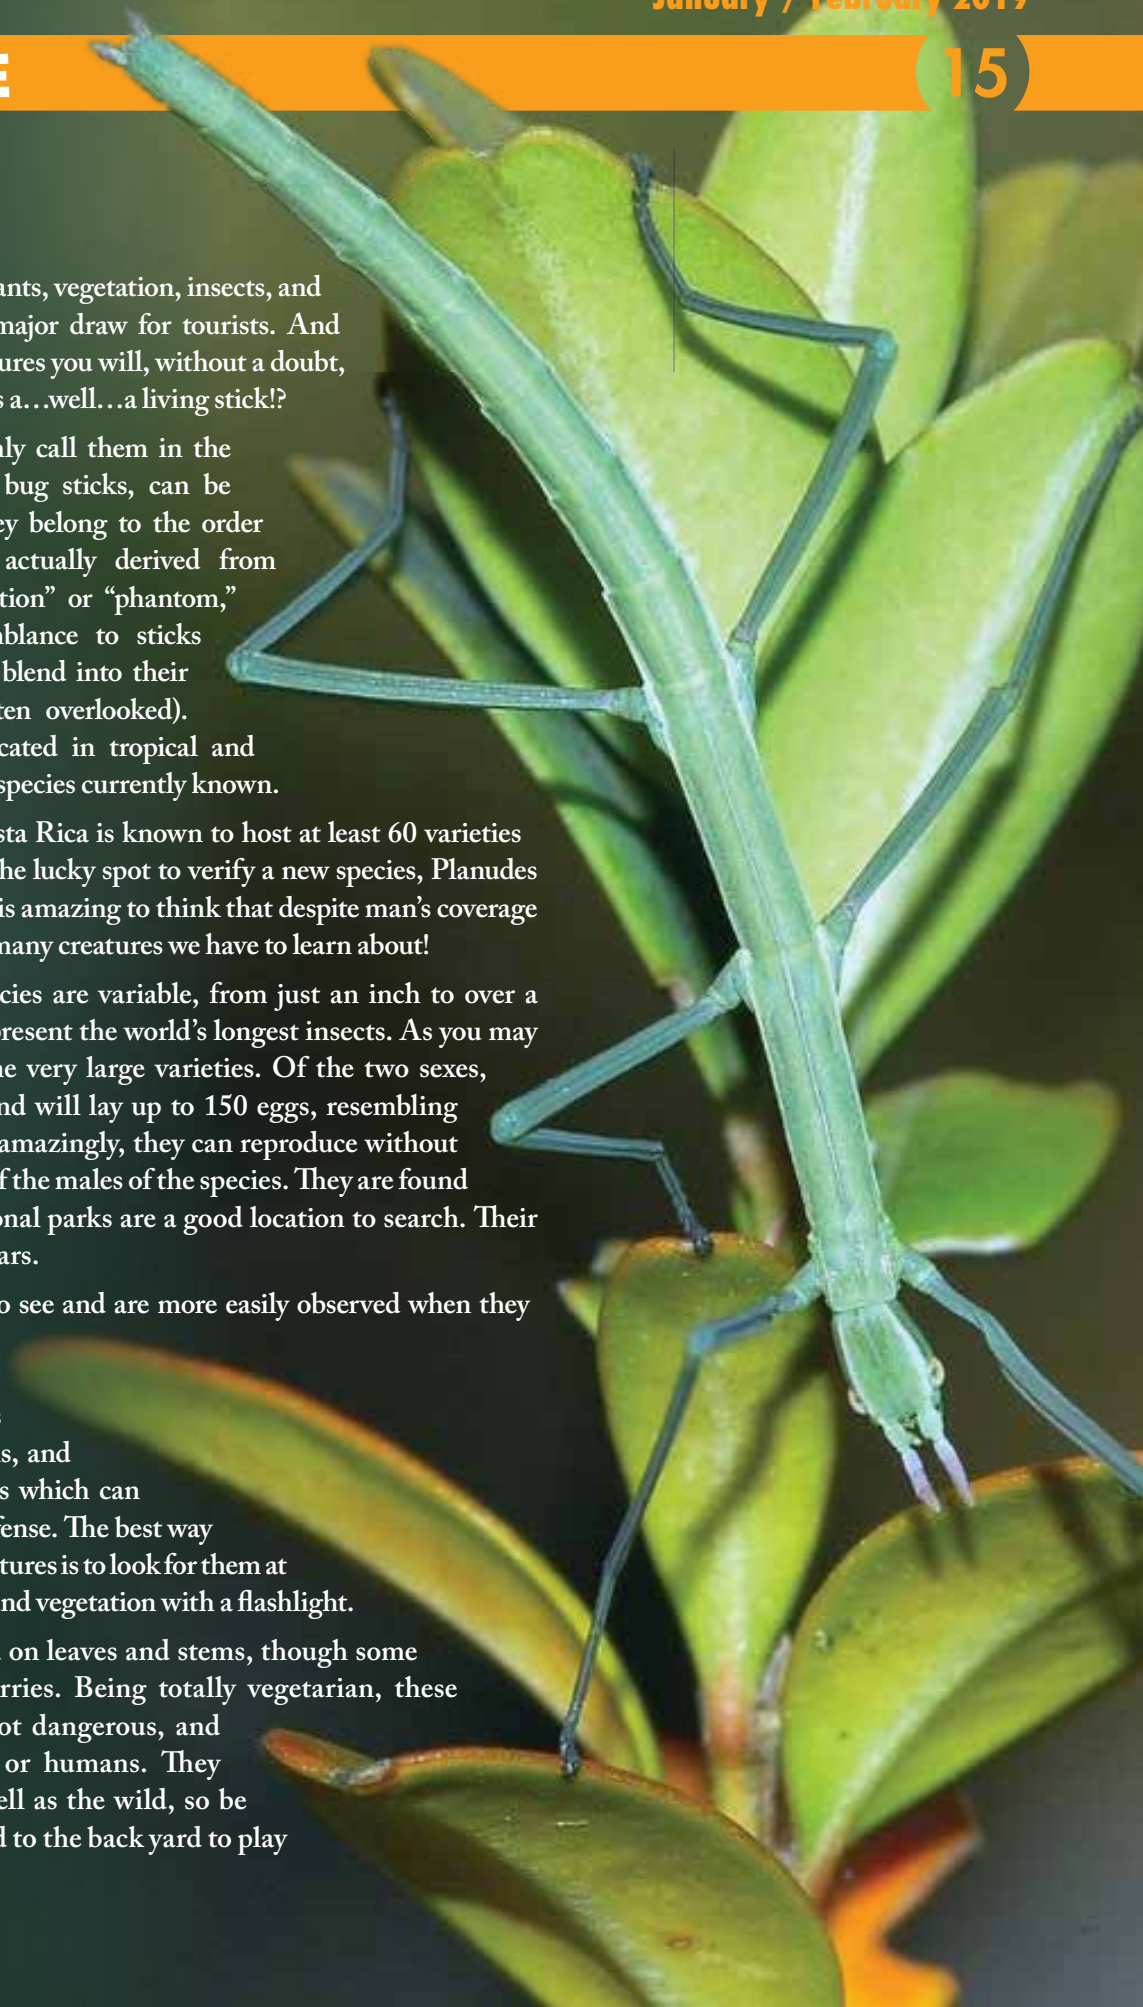 January / February 2019
E
15
ants, vegetation, insects, and
major draw for tourists. And
ures you will, without a doubt,
s a…well…a living stick!?
nly call them in the
bug sticks, can be
ey belong to the order
actually derived from
tion” or “phantom,”
blance to sticks
blend into their
ten overlooked).
cated in tropical and
species currently known.
sta Rica is known to host at least 60 varieties
he lucky spot to verify a new species, Planudes
is amazing to think that despite man’s coverage
many creatures we have to learn about!
cies are variable, from just an inch to over a
present the world’s longest insects. As you may
ne very large varieties. Of the two sexes,
nd will lay up to 150 eggs, resembling
amazingly, they can reproduce without
f the males of the species. They are found
onal parks are a good location to search. Their
ars.
o see and are more easily observed when they
s
s, and
s which can
fense. The best way
tures is to look for them at
nd vegetation with a flashlight.
on leaves and stems, though some
rries. Being totally vegetarian, these
ot dangerous, and
or humans. They
ell as the wild, so be
d to the back yard to play